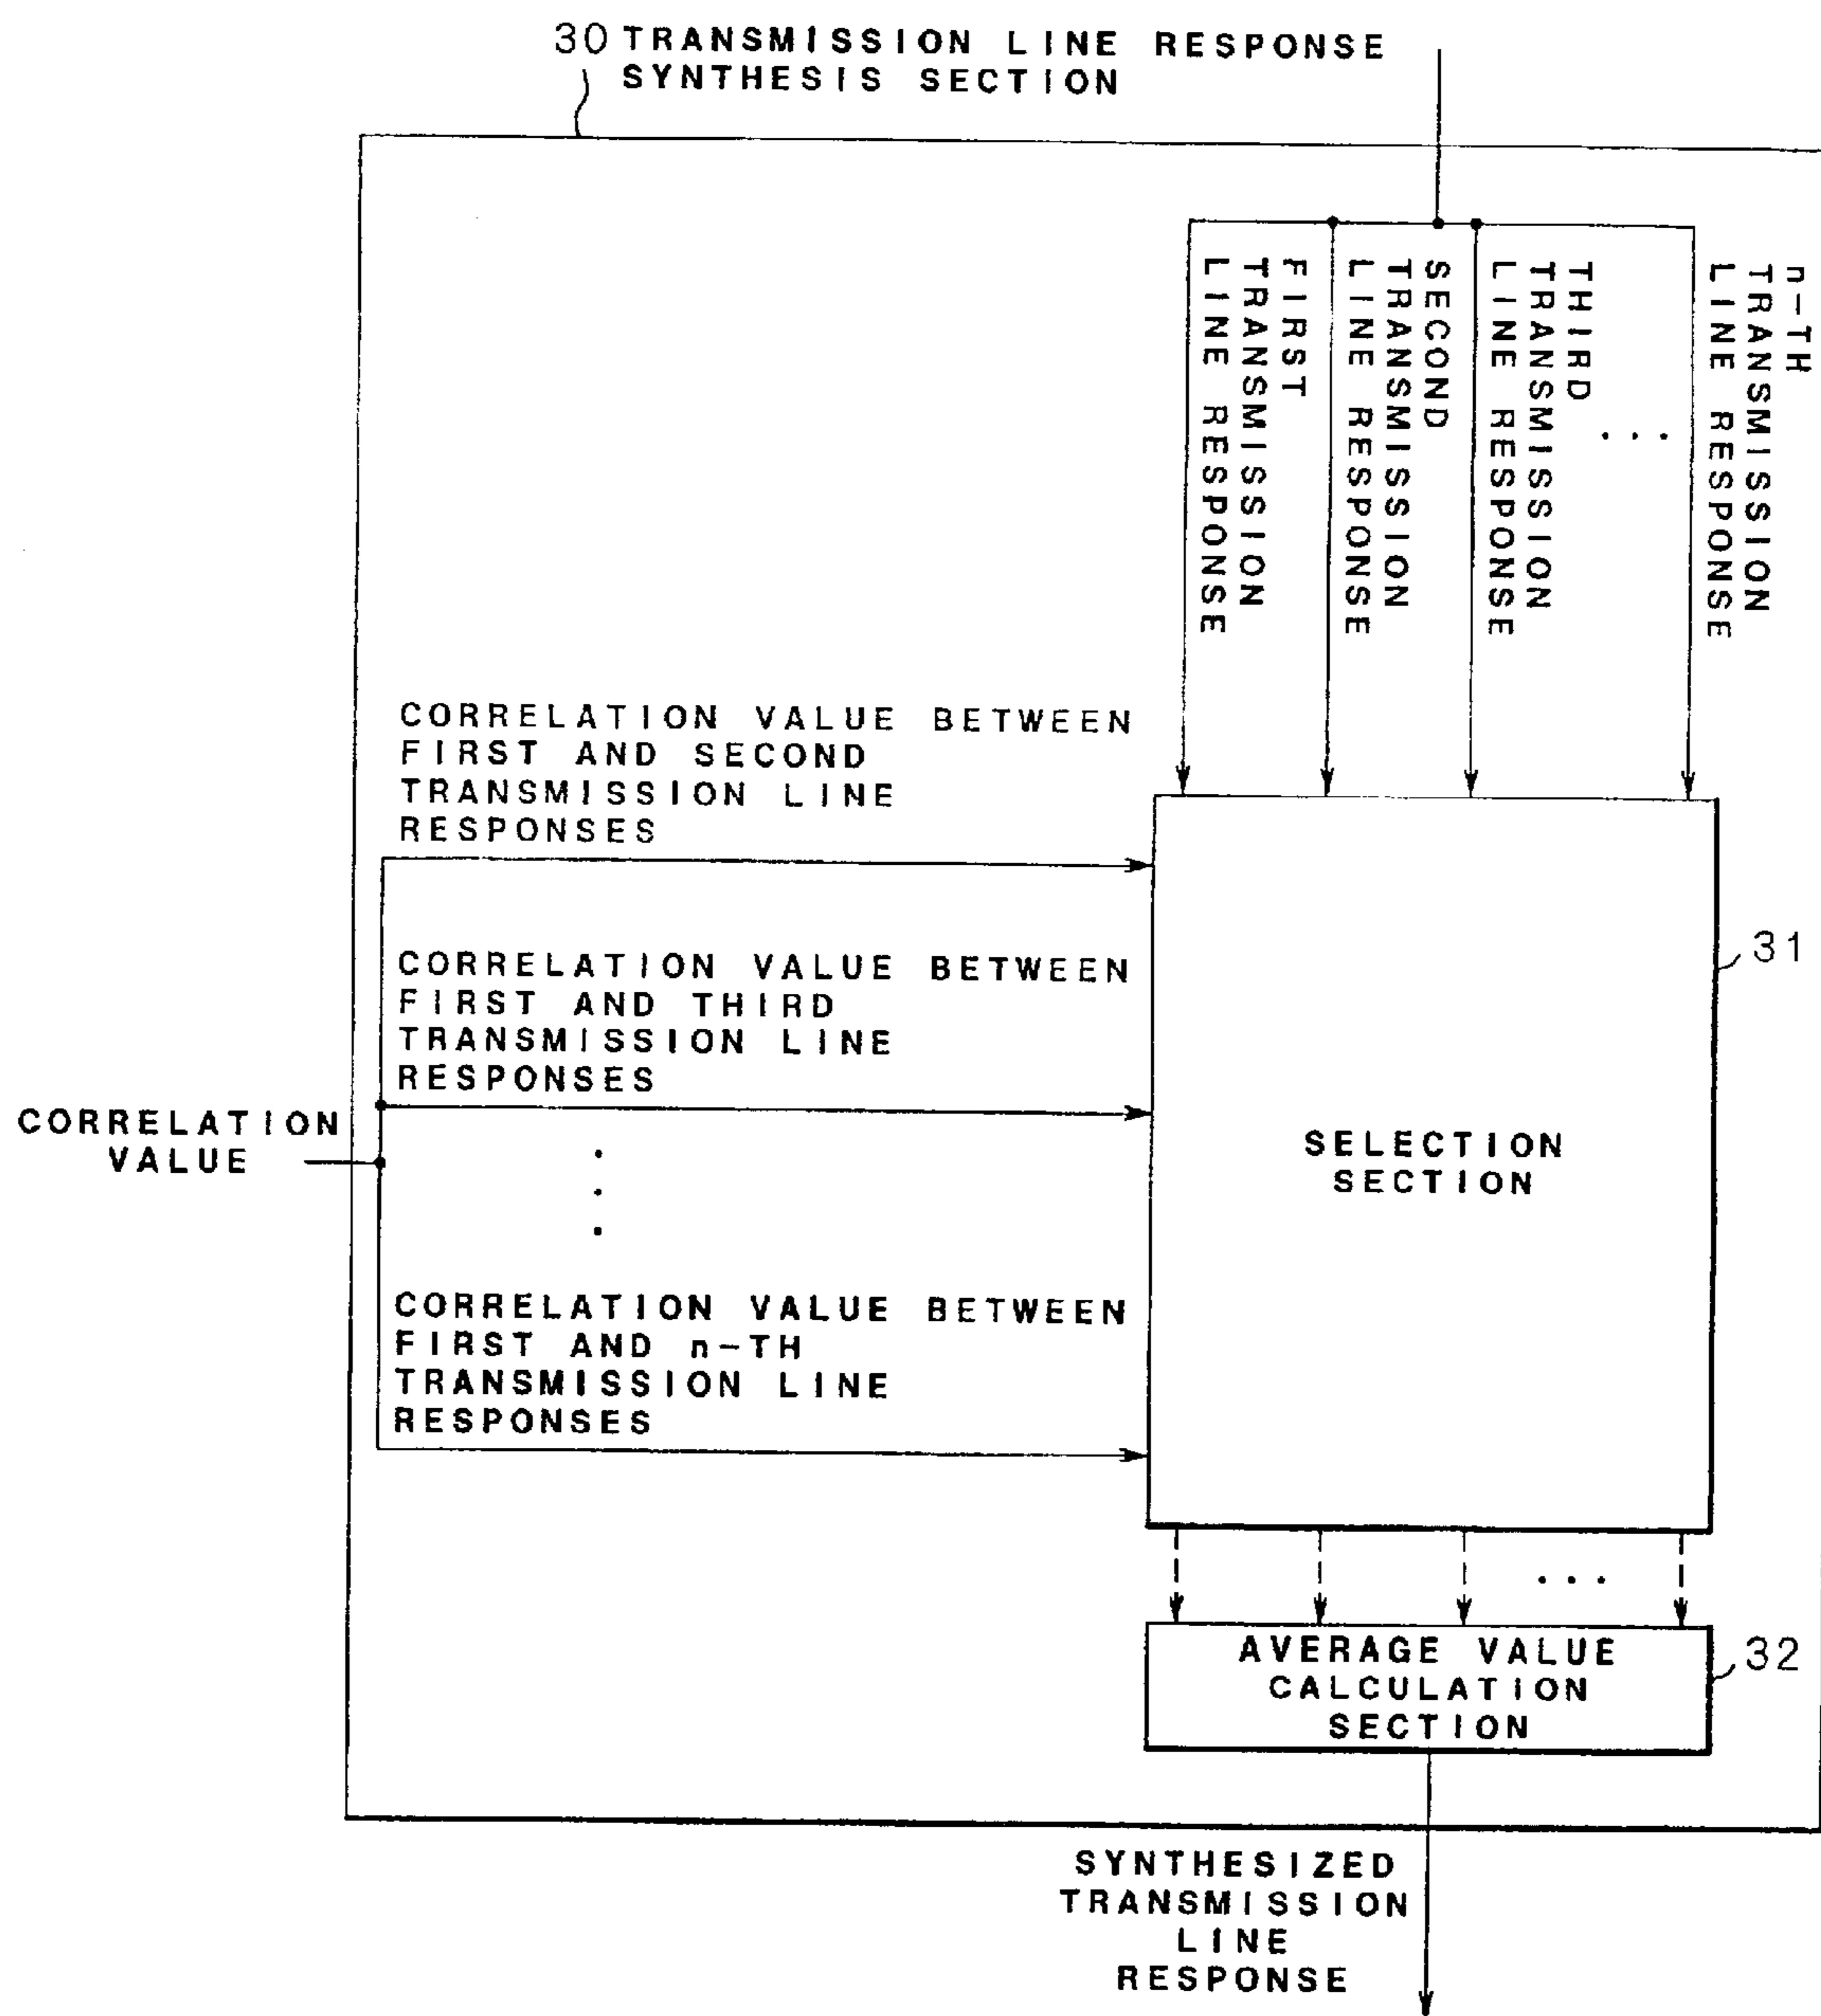 30 TRANSMISSION LINE RESPONSE
SYNTHESIS SECTION
FIRST
TRANSMISSION
LINE RESPONSE
SECOND
TRANSMISSION
LINE RESPONSE
THIRD
TRANSMISSION
LINE RESPONSE
...
n-TH
TRANSMISSION
LINE RESPONSE
CORRELATION VALUE BETWEEN
FIRST AND SECOND
TRANSMISSION LINE
RESPONSES
CORRELATION VALUE BETWEEN
FIRST AND THIRD
TRANSMISSION LINE
RESPONSES
CORRELATION
VALUE
CORRELATION VALUE BETWEEN
FIRST AND n-TH
TRANSMISSION LINE
RESPONSES
SELECTION
SECTION
31
...
AVERAGE VALUE
CALCULATION
SECTION
32
SYNTHESIZED
TRANSMISSION
LINE
RESPONSE